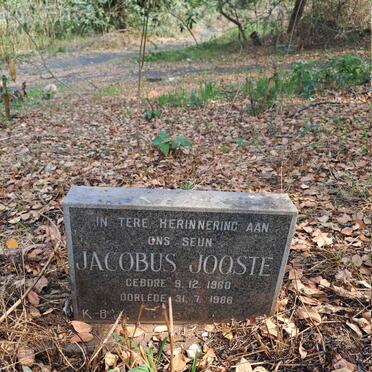 IN TERE HERINNERING AAN
ONS SEUN
JACOBUS JOOSTE
GEBORE 9.12.1960
OORLEDE 31.7.1986